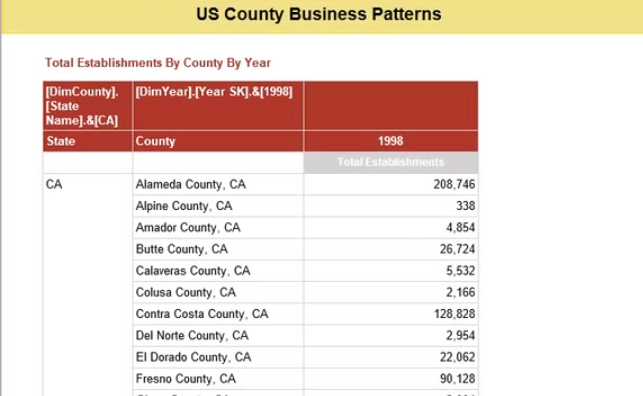 US County Business Patterns
Total Establishments By County By Year
[DimCounty].[State Name].&[CA] [DimYear].[Year SK].&[1998]
State County 1998
Total Establishments
CA Alameda County, CA 208,746
Alpine County, CA 338
Amador County, CA 4,854
Butte County, CA 26,724
Calaveras County, CA 5,532
Colusa County, CA 2,166
Contra Costa County, CA 128,828
Del Norte County, CA 2,954
El Dorado County, CA 22,062
Fresno County, CA 90,128